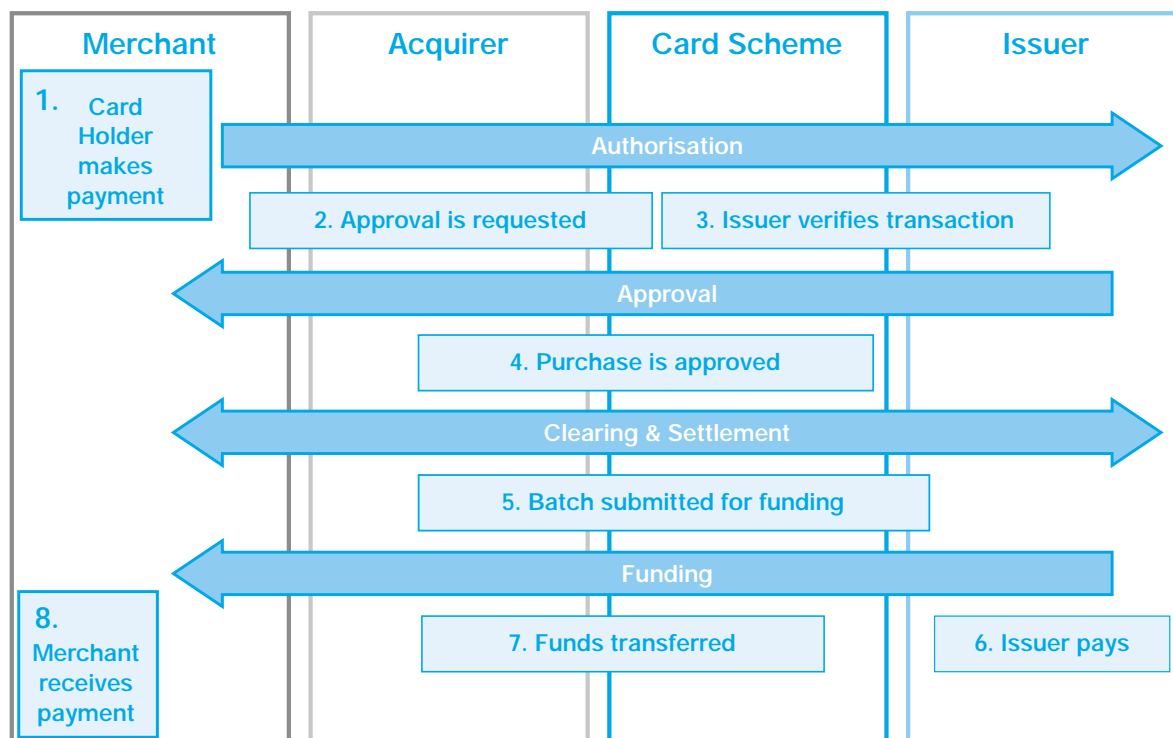 Merchant
Acquirer
Card Scheme
Issuer
1. Card
Holder
makes
payment
Authorisation
2. Approval is requested
3. Issuer verifies transaction
Approval
4. Purchase is approved
Clearing & Settlement
5. Batch submitted for funding
Funding
8.
Merchant
receives
payment
7. Funds transferred
6. Issuer pays